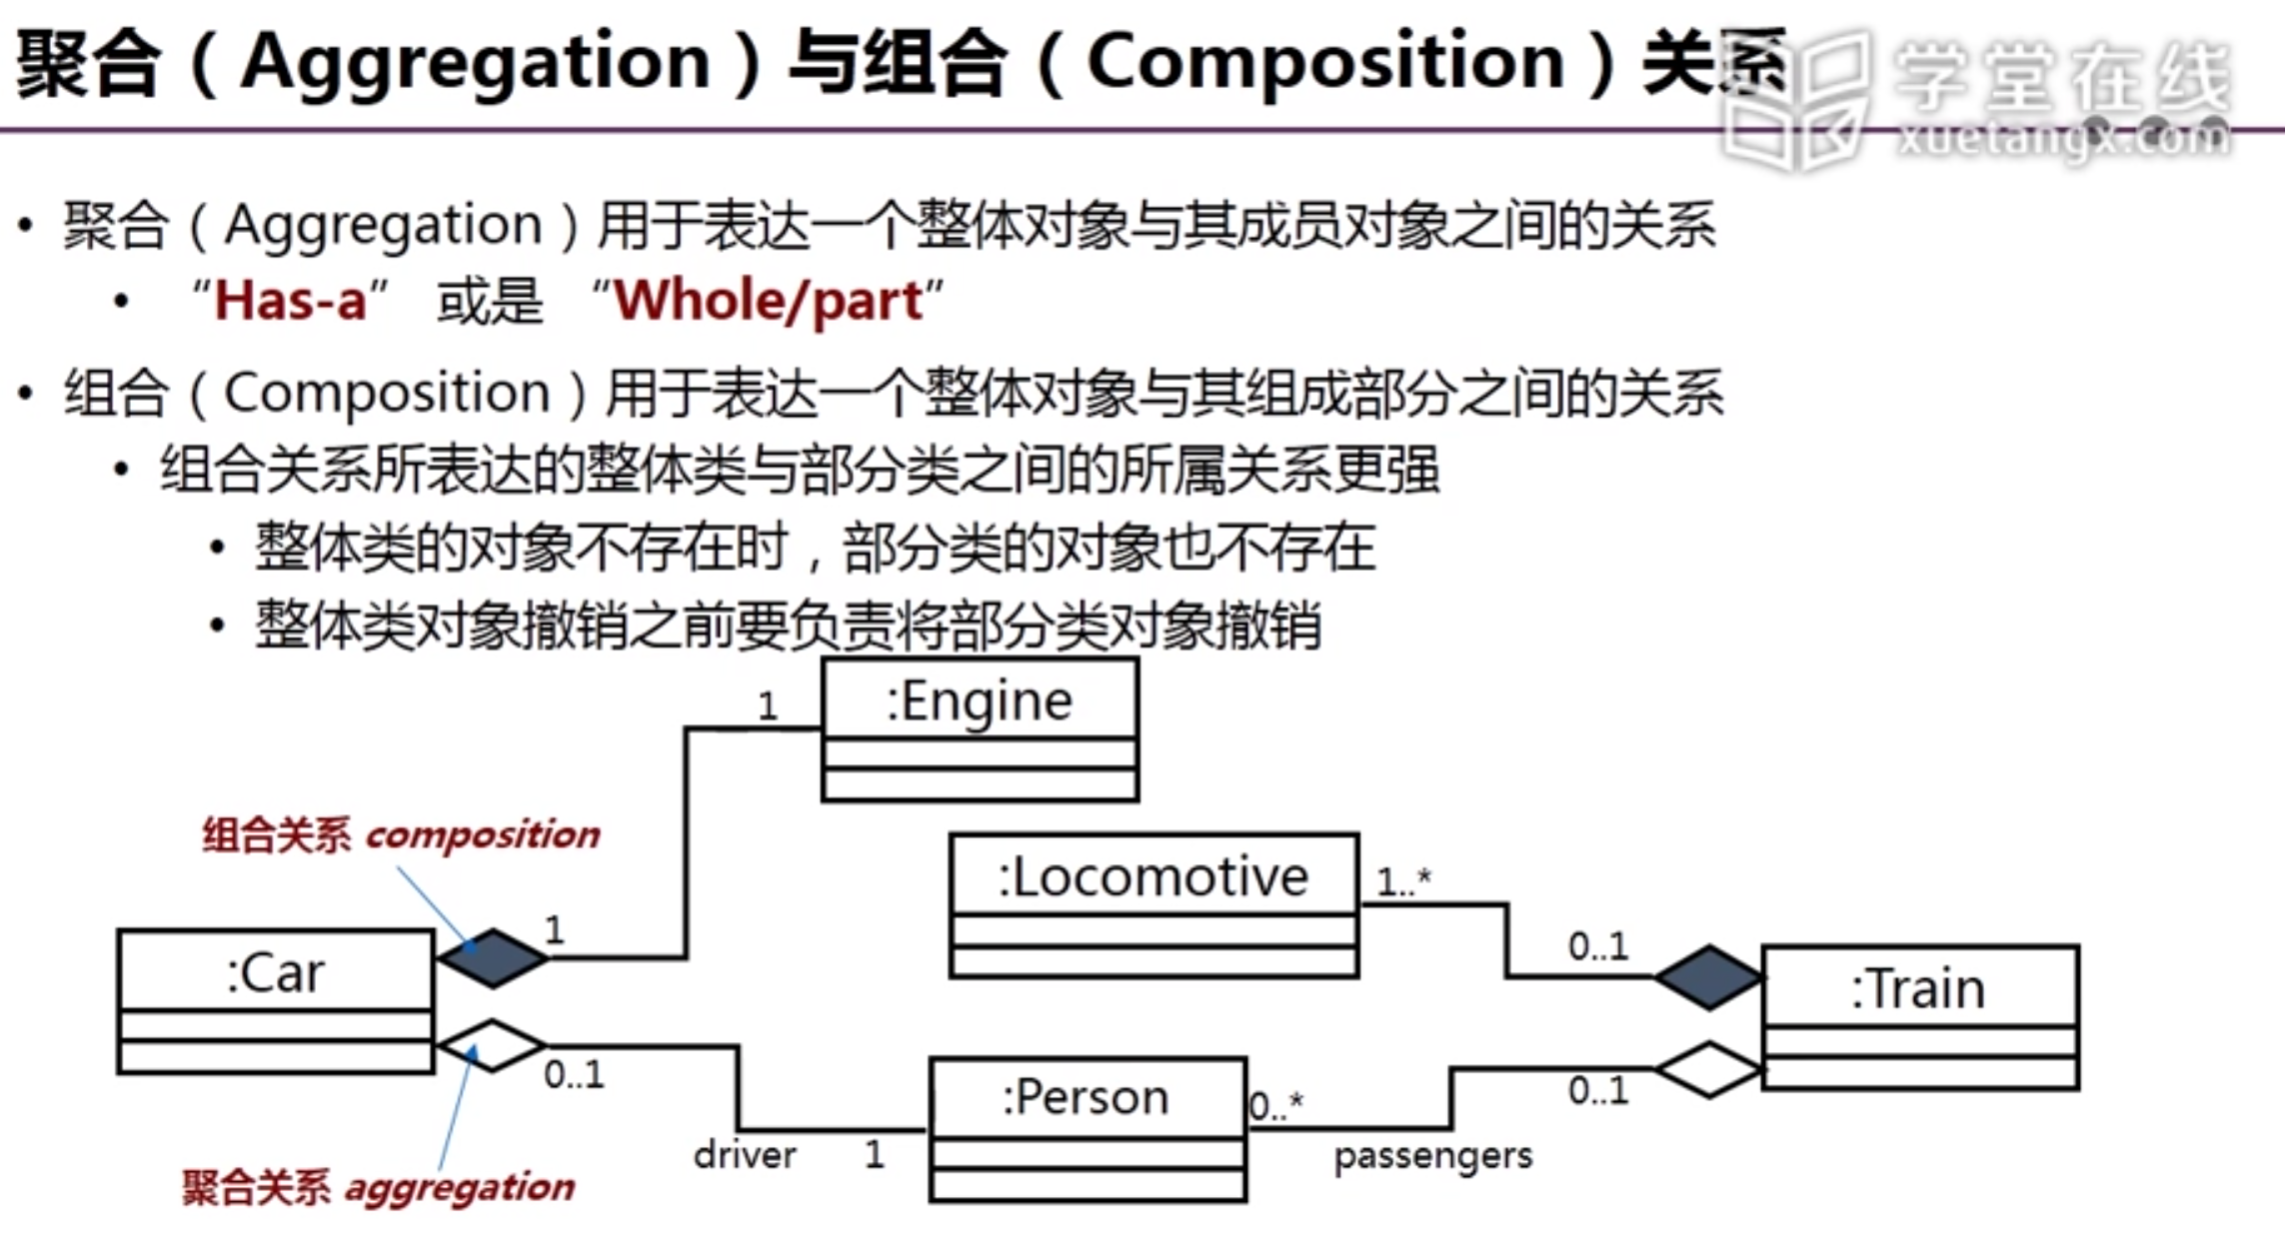 聚合（Aggregation）与组合（Composition）关系
学堂在线
xuetangx.com
• 聚合（Aggregation）用于表达一个整体对象与其成员对象之间的关系
• “Has-a” 或是 “Whole/part”
• 组合（Composition）用于表达一个整体对象与其组成部分之间的关系
• 组合关系所表达的整体类与部分类之间的所属关系更强
• 整体类的对象不存在时，部分类的对象也不存在
• 整体类对象撤销之前要负责将部分类对象撤销
1
:Engine
组合关系 composition
:Locomotive
1..*
:Car
1
0..1
:Train
0..1
:Person
0..*
0..1
driver
1
passengers
聚合关系 aggregation